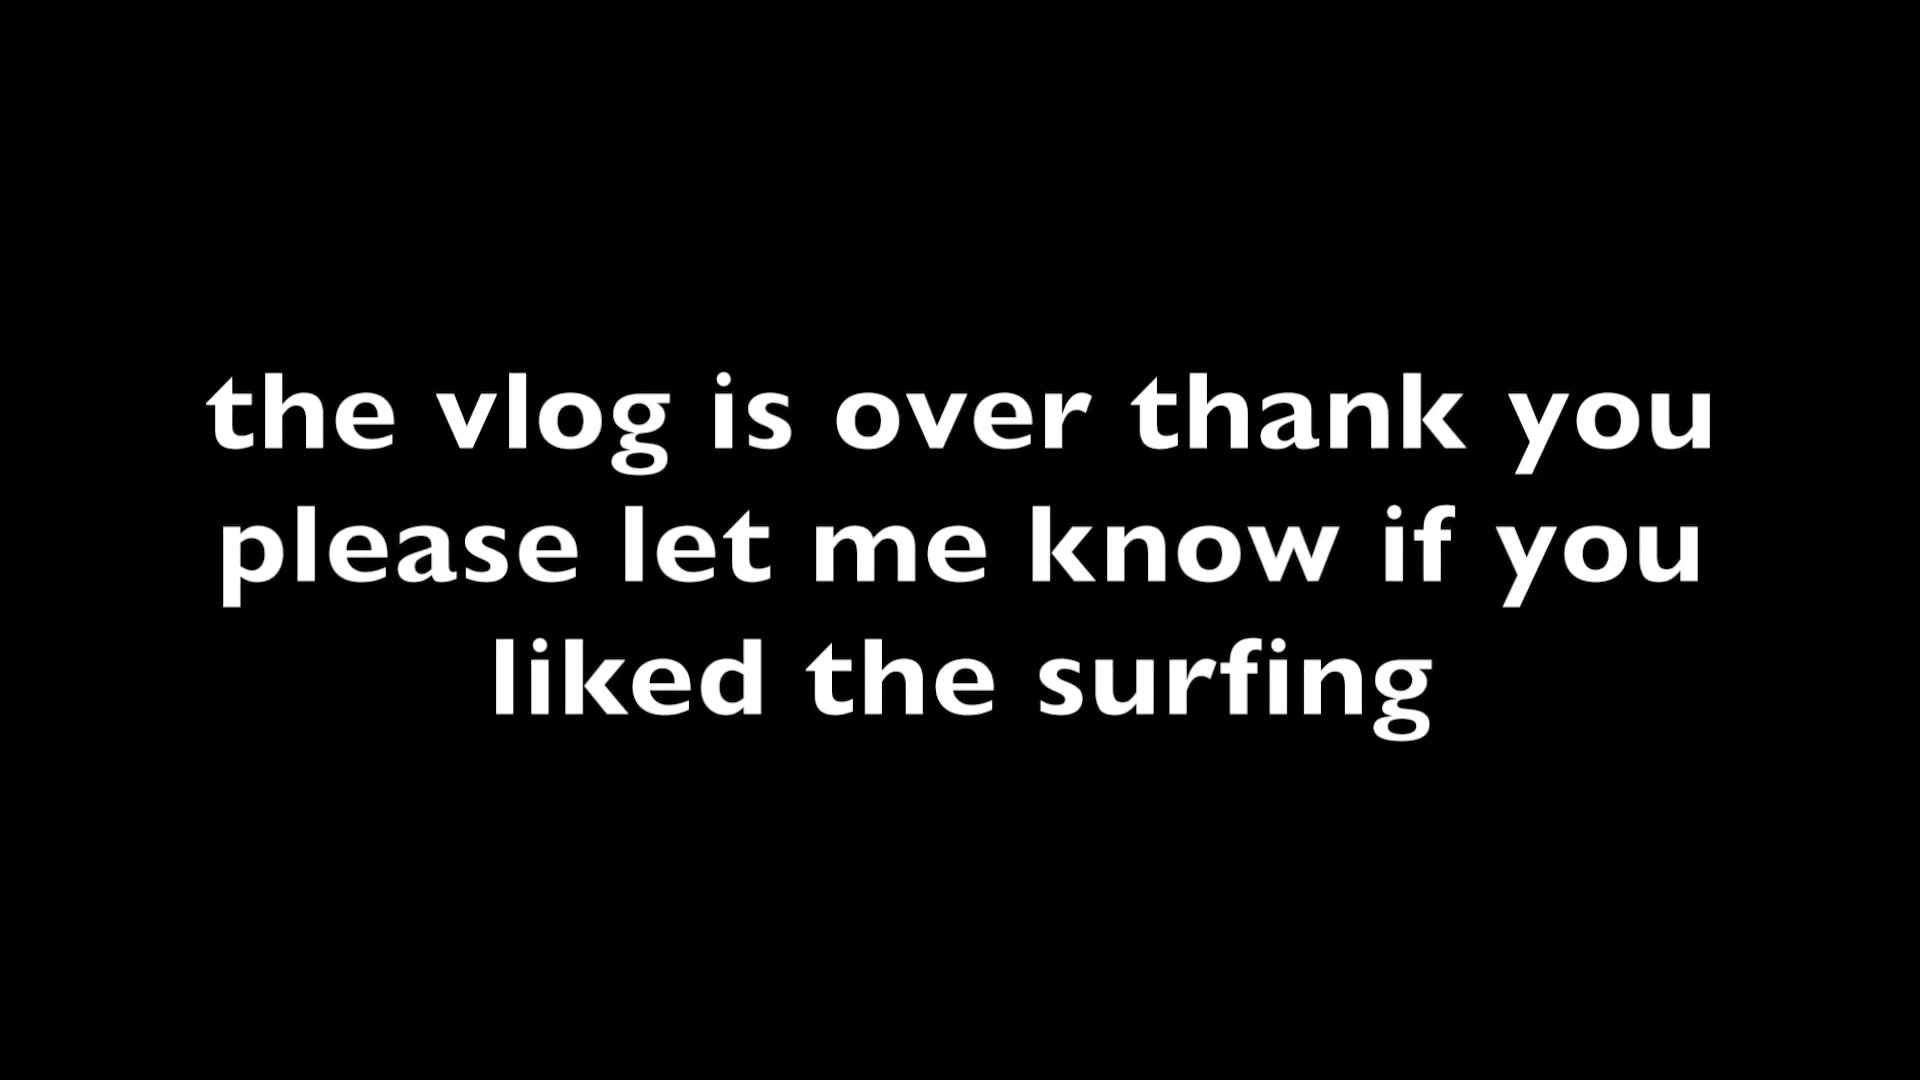 the vlog is over thank you
please let me know if you
liked the surfing